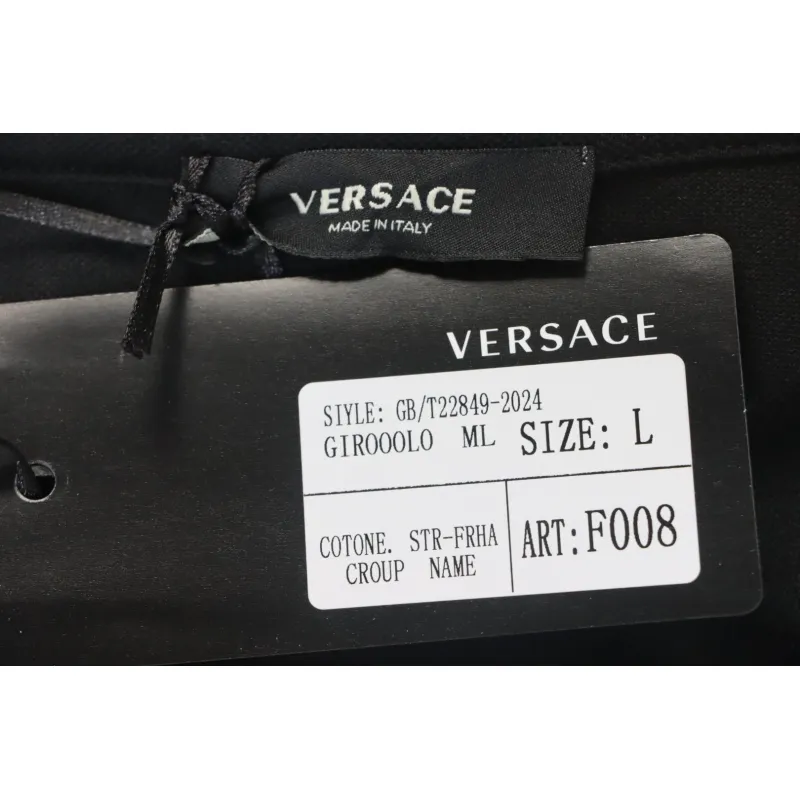 VERSACE
MADE IN ITALY
VERSACE
SIYLE: GB/T22849-2024
GIROOOLO ML SIZE: L
COTONE. STR-FRHA
CROUP NAME
ART: F008